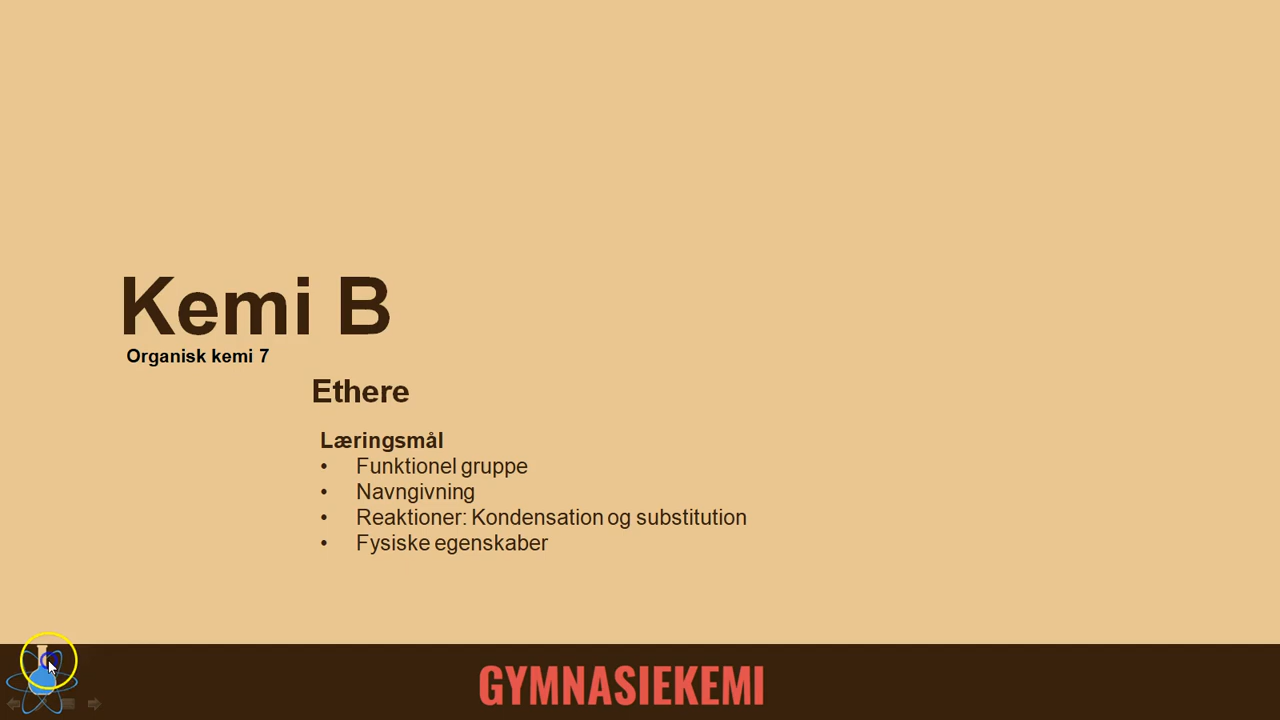 Kemi B
Organisk kemi 7
Ethere
Læringsmål
• Funktionel gruppe
• Navngivning
• Reaktioner: Kondensation og substitution
• Fysiske egenskaber
GYMNASIEKEMI